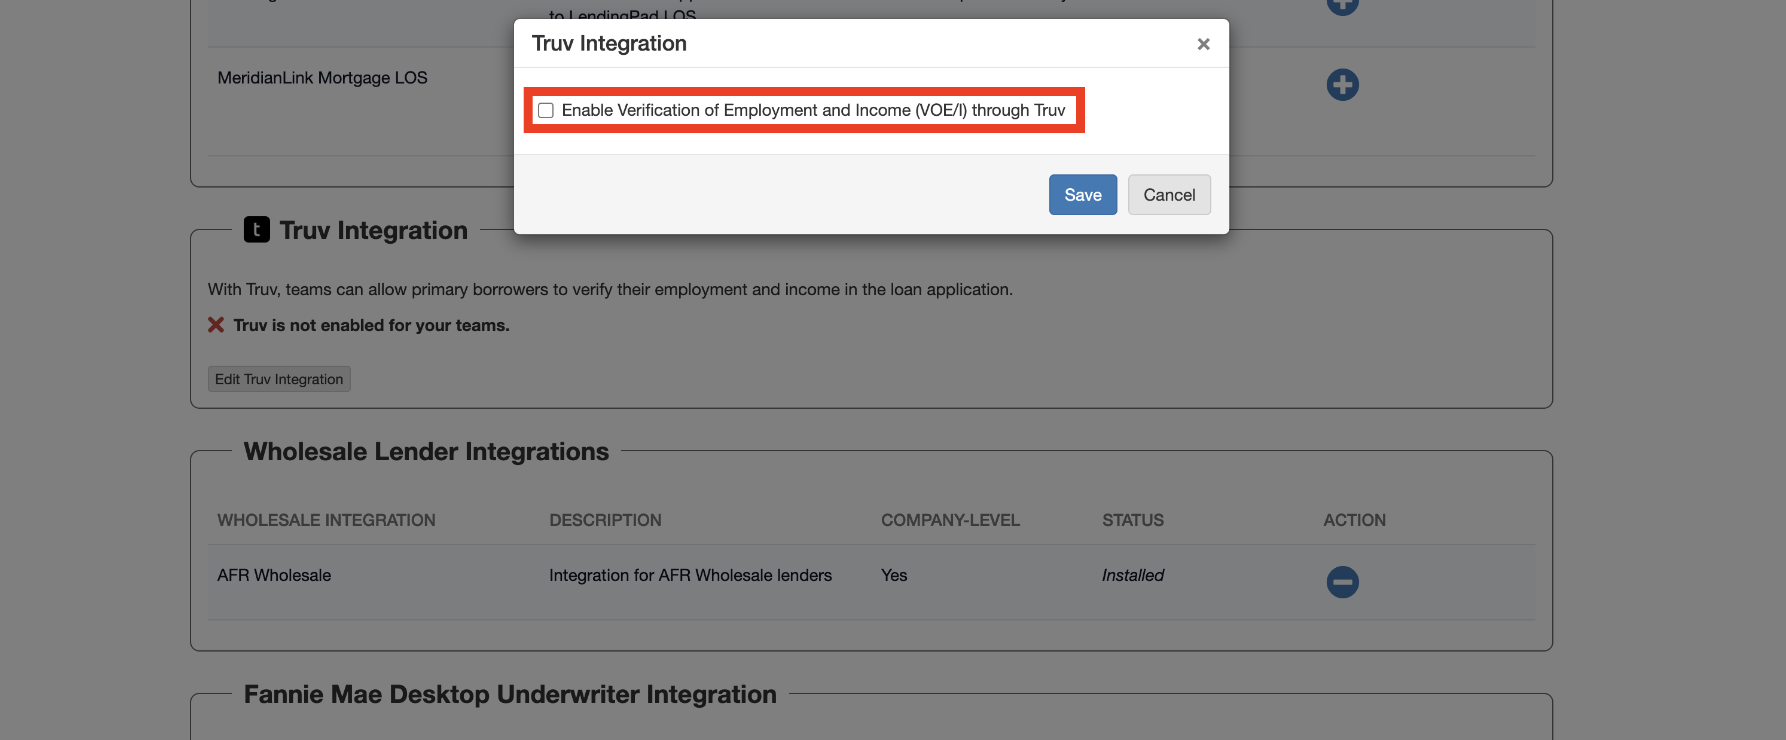 to LendingPad LOS
Truv Integration
×
MeridianLink Mortgage LOS
Enable Verification of Employment and Income (VOE/I) through Truv
Save Cancel
t Truv Integration
With Truv, teams can allow primary borrowers to verify their employment and income in the loan application.
Truv is not enabled for your teams.
Edit Truv Integration
Wholesale Lender Integrations
WHOLESALE INTEGRATION DESCRIPTION COMPANY-LEVEL STATUS ACTION
AFR Wholesale Integration for AFR Wholesale lenders Yes Installed
Fannie Mae Desktop Underwriter Integration